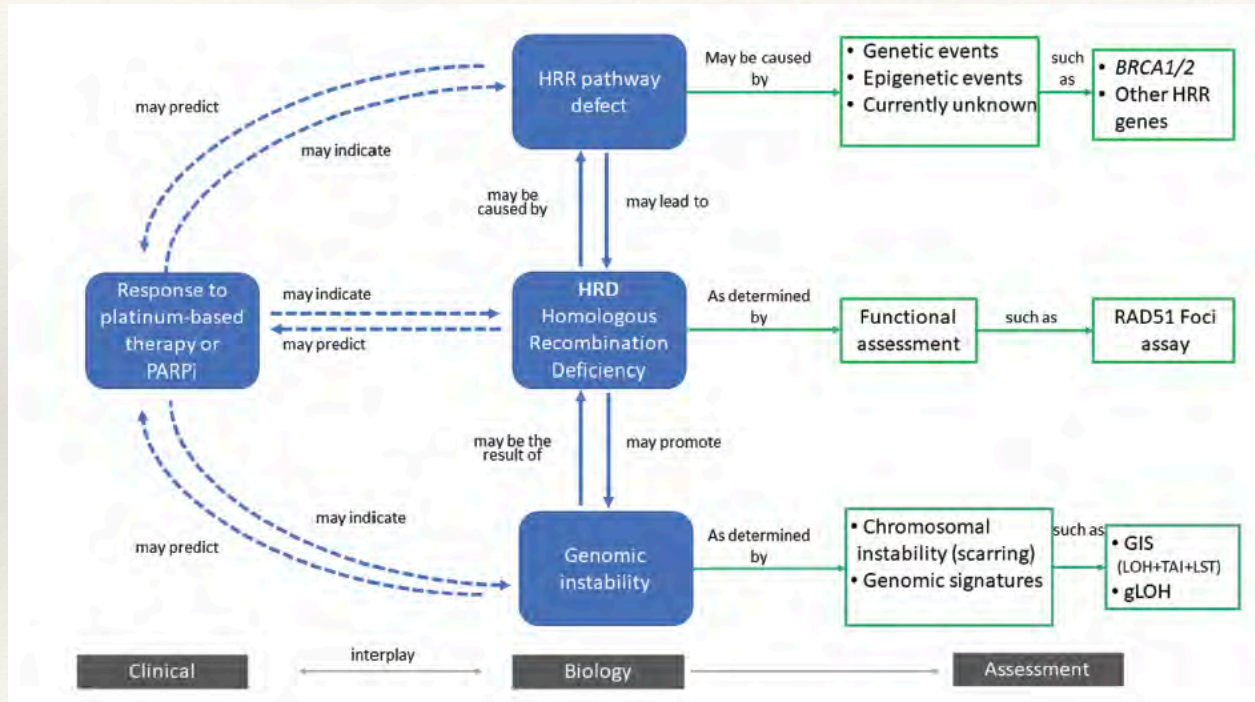 HRR pathway
defect
May be caused
by
• Genetic events
• Epigenetic events
• Currently unknown
such
as
• BRCA1/2
• Other HRR
genes
may predict
may indicate
may be
caused by
may lead to
Response to
platinum-based
therapy or
PARPi
may indicate
may predict
HRD
Homologous
Recombination
Deficiency
As determined
by
Functional
assessment
such as
RAD51 Foci
assay
may be the
result of
may promote
may indicate
may predict
Genomic
instability
As determined
by
• Chromosomal
instability (scarring)
• Genomic signatures
such as
• GIS
(LOH+TAI+LST)
• gLOH
Clinical
interplay
Biology
Assessment